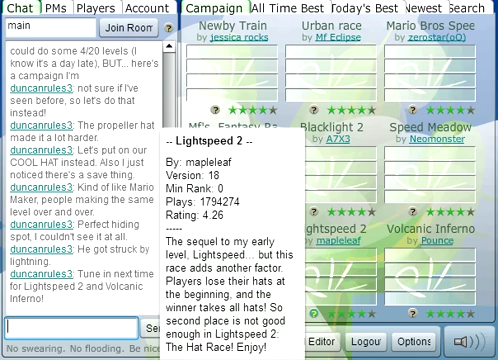 Chat PMs Players Account
Campaign All Time Best Today's Best Newest Search
main Join Room
could do some 4/20 levels (I
know it's a day late), BUT... here's
a campaign I'm
duncanrules3: not sure if I've
seen before, so let's do that
instead!
duncanrules3: The propeller hat
made it a lot harder.
duncanrules3: Let's put on our
COOL HAT instead. Also I just
noticed there's a save thing.
duncanrules3: Kind of like Mario
Maker, people making the same
level over and over.
duncanrules3: Perfect hiding
spot, I couldn't see it at all.
duncanrules3: He got struck by
lightning.
duncanrules3: Tune in next time
for Lightspeed 2 and Volcanic
Inferno!
No swearing. No flooding. Be nice
Newby Train
by jessica rocks
Urban race
by Mf Eclipse
Mario Bros Spee
by zerostar(oO)
Mf's Fantasy Ra
Blacklight 2
by A7X3
Speed Meadow
by Neomonster
ghtspeed 2
mapleleaf
Volcanic Inferno
by Pounce
-- Lightspeed 2 --
By: mapleleaf
Version: 18
Min Rank: 0
Plays: 1794274
Rating: 4.26
-----
The sequel to my early
level, Lightspeed... but this
race adds another factor.
Players lose their hats at
the beginning, and the
winner takes all hats! So
second place is not good
enough in Lightspeed 2:
The Hat Race! Enjoy!
Editor Logout Options